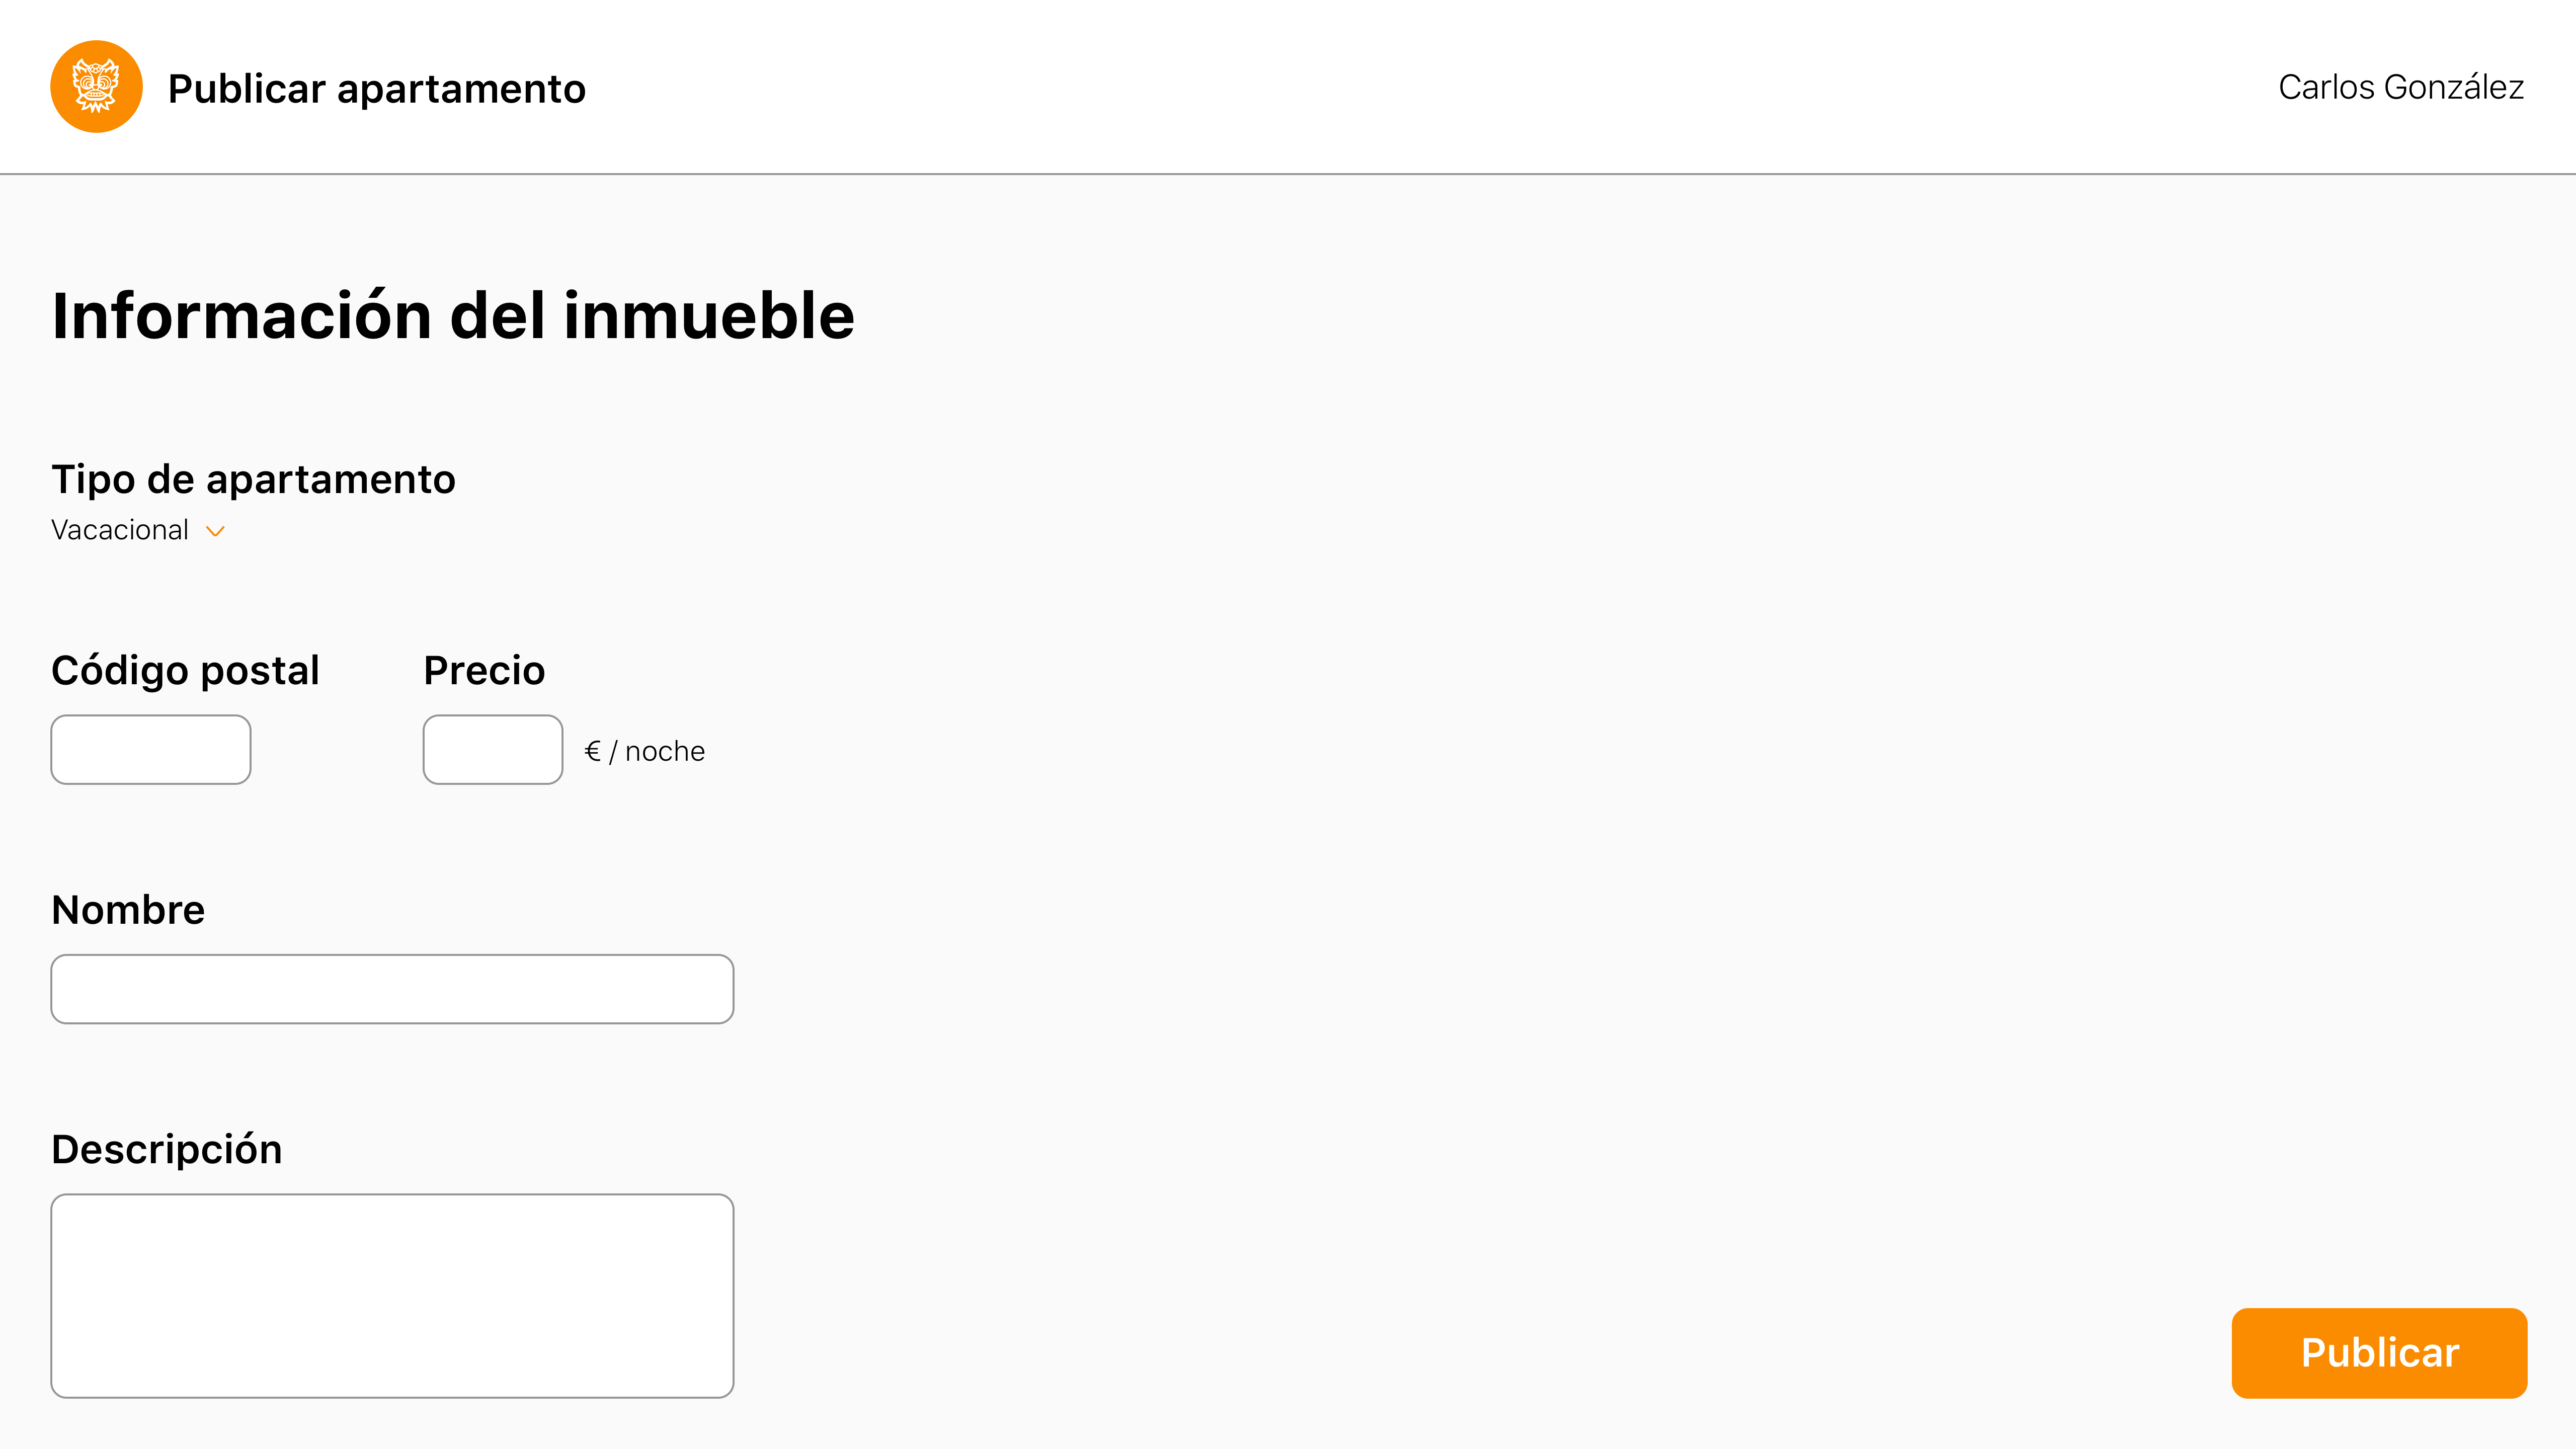 Publicar apartamento
Carlos González
Información del inmueble
Tipo de apartamento
Vacacional
Código postal
Precio
€ / noche
Nombre
Descripción
Publicar